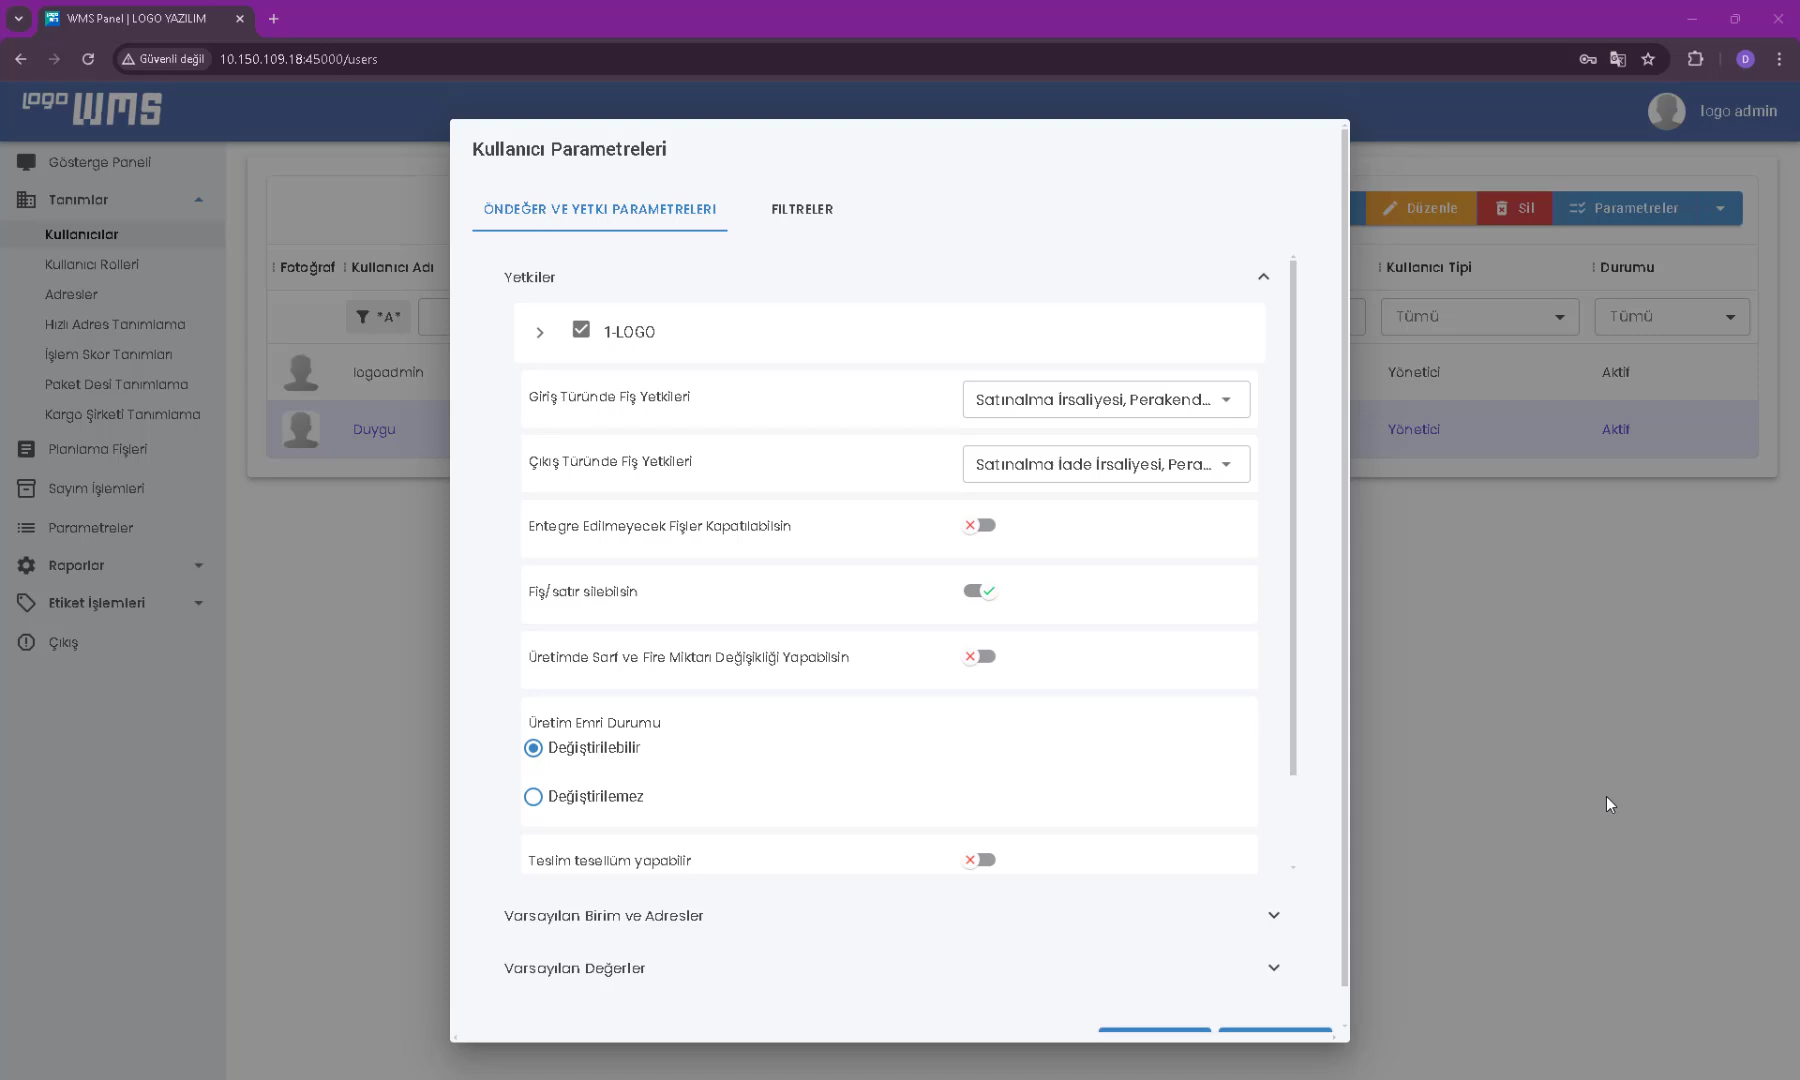 WMS Panel | LOGO YAZILIM
Güvenli değil
10.150.109.18:45000/users
D
logo WMS
logo admin
Gösterge Paneli
Tanımlar
Kullanıcılar
Kullanıcı Rolleri
Adresler
Hızlı Adres Tanımlama
İşlem Skor Tanımları
Paket Desi Tanımlama
Kargo Şirketi Tanımlama
Planlama Fişleri
Sayım İşlemleri
Parametreler
Raporlar
Etiket İşlemleri
Çıkış
Düzenle
Sil
Parametreler
Fotoğraf
Kullanıcı Adı
Kullanıcı Tipi
Durumu
*A*
Tümü
Tümü
logoadmin
Yönetici
Aktif
Duygu
Yönetici
Aktif
Kullanıcı Parametreleri
ÖNDEĞER VE YETKİ PARAMETRELERİ
FİLTRELER
Yetkiler
1-LOGO
Giriş Türünde Fiş Yetkileri
Satınalma İrsaliyesi, Perakend...
Çıkış Türünde Fiş Yetkileri
Satınalma İade İrsaliyesi, Pera...
Entegre Edilmeyecek Fişler Kapatılabilsin
Fiş/satır silebilsin
Üretimde Sarf ve Fire Miktarı Değişikliği Yapabilsin
Üretim Emri Durumu
Değiştirilebilir
Değiştirilemez
Teslim tesellüm yapabilir
Varsayılan Birim ve Adresler
Varsayılan Değerler